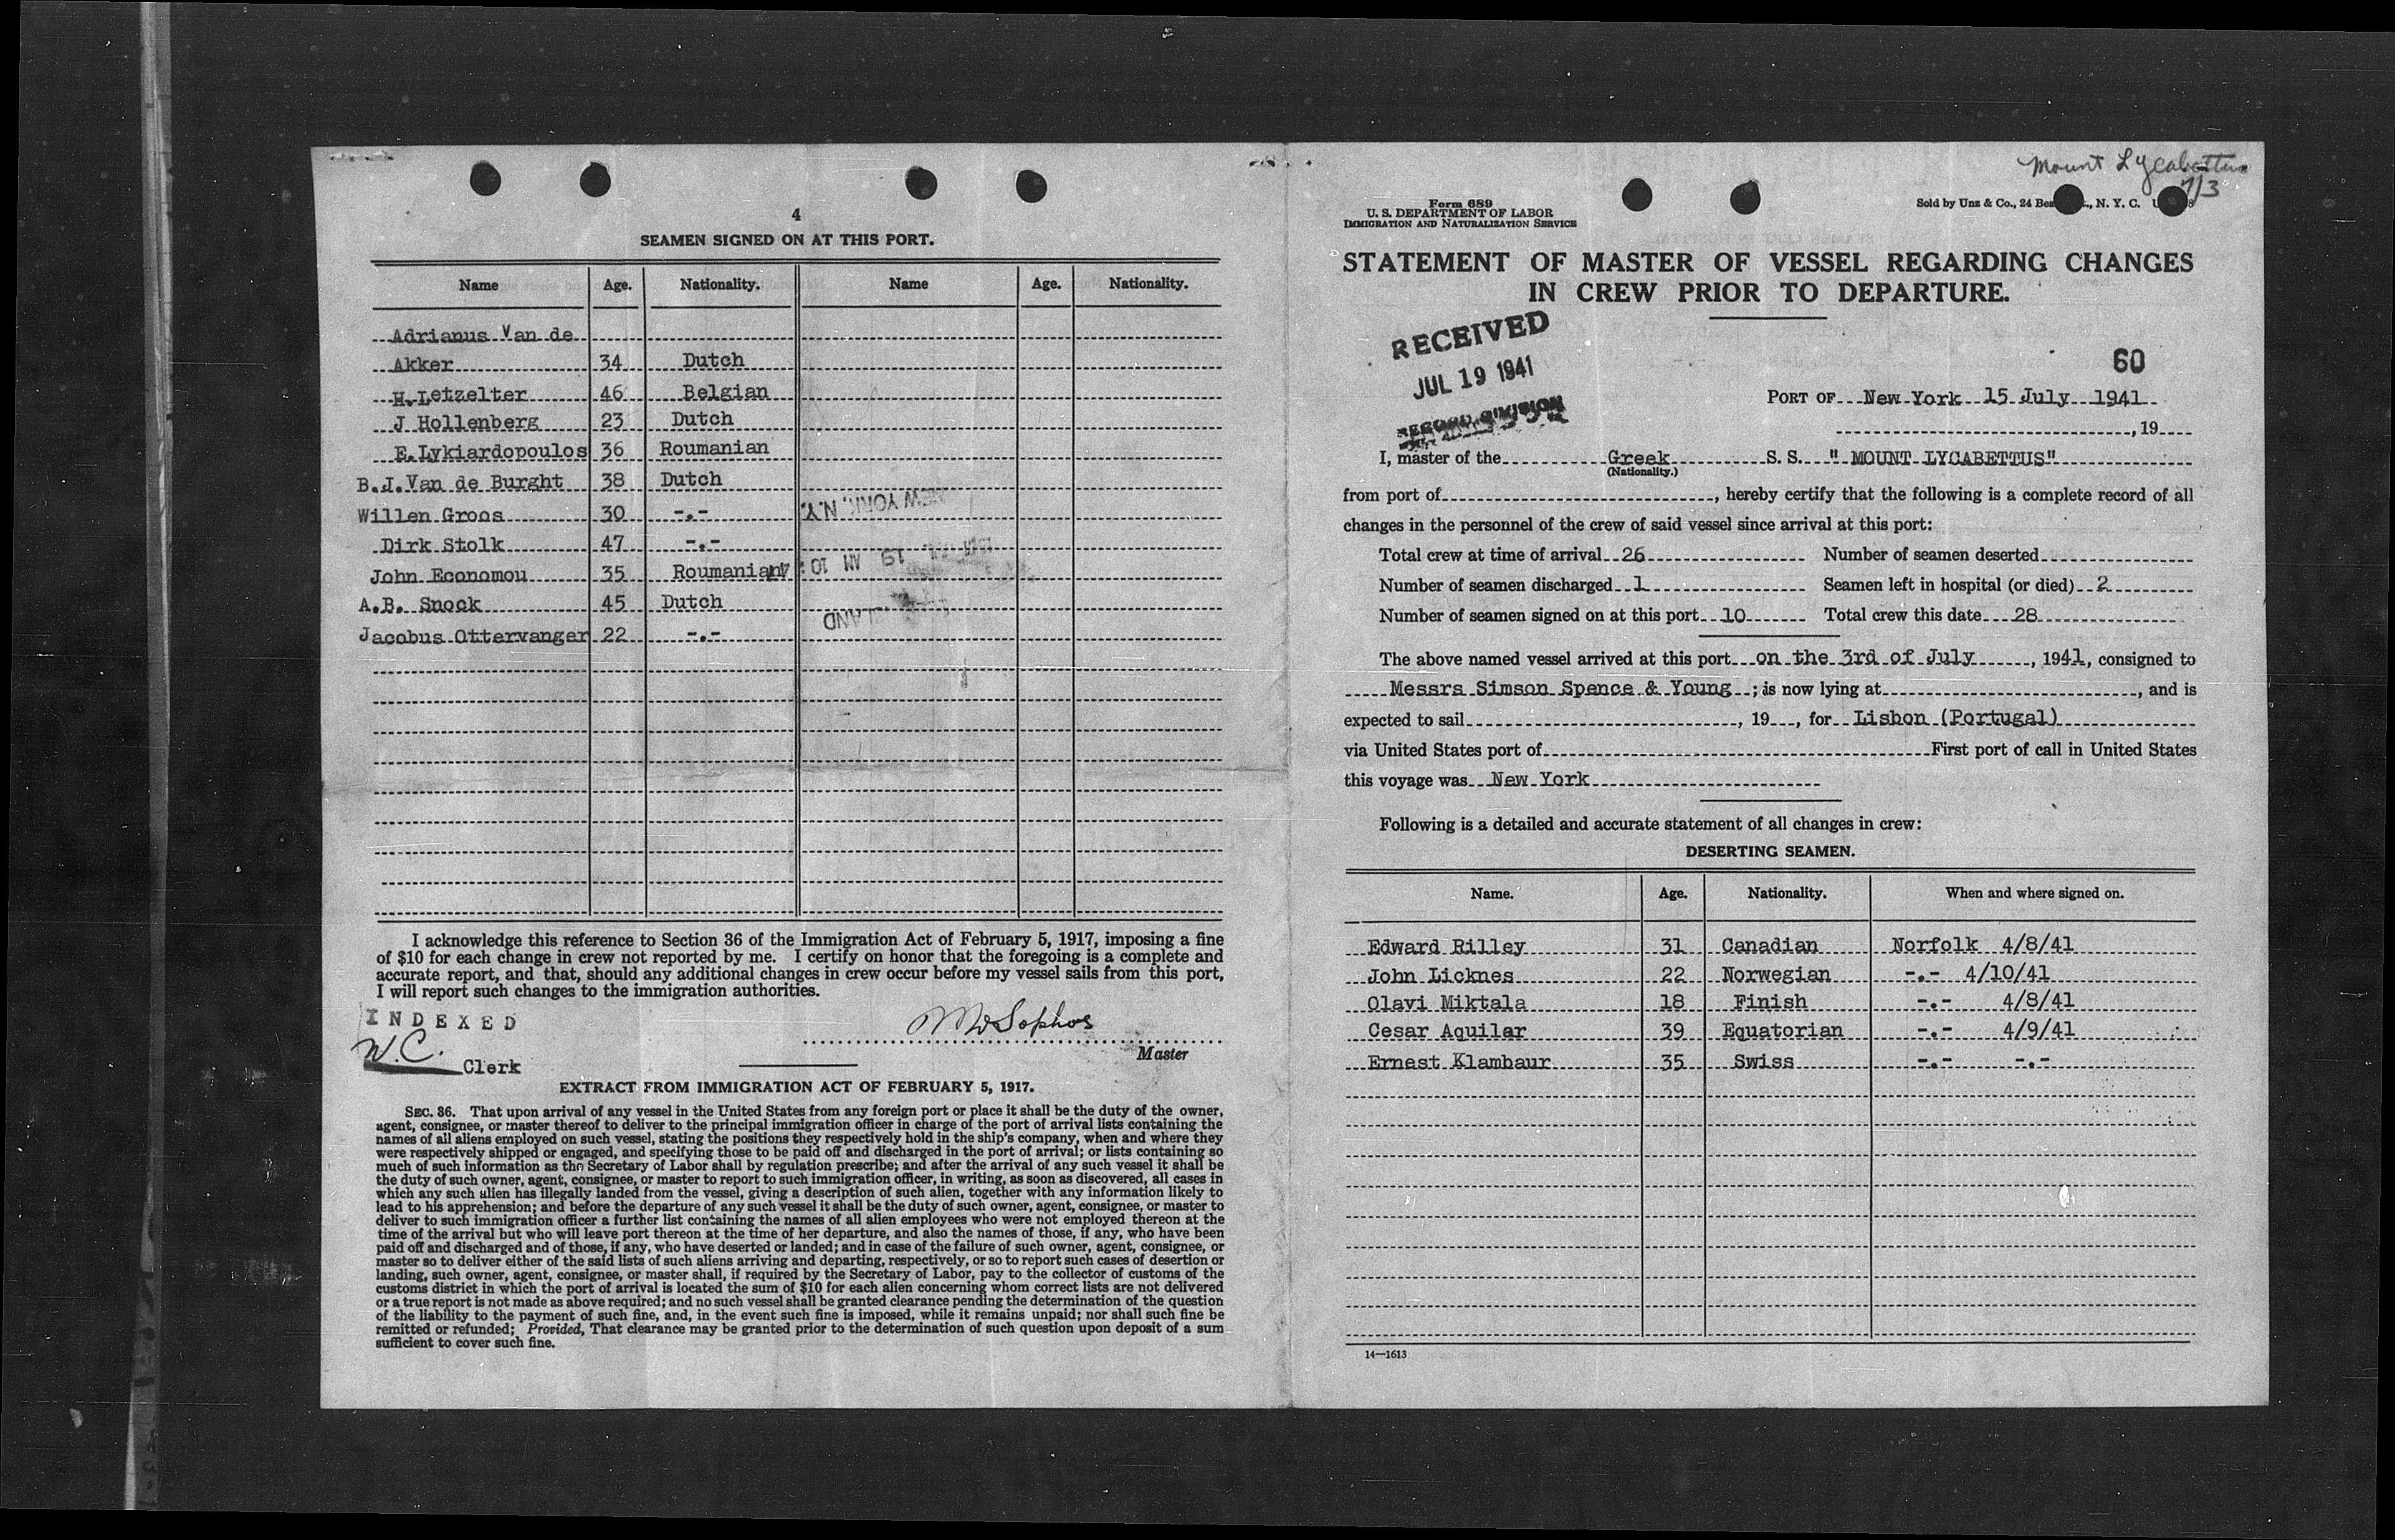 4
SEAMEN SIGNED ON AT THIS PORT.
Name Age. Nationality. Name Age. Nationality.
Adrianus Van de
Akker 34 Dutch
H. Letzelter 46 Belgian
J Hollenberg 23 Dutch
E. Lykiardopoulos 36 Roumanian
B.J. Van de Burght 38 Dutch
Willen Groos 30 -.-
Dirk Stolk 47 -.-
John Economou 35 Roumanian
A.B. Snock 45 Dutch
Jacobus Ottervanger 22 -.-
NEW YORK, N.Y.
I acknowledge this reference to Section 36 of the Immigration Act of February 5, 1917, imposing a fine
of $10 for each change in crew not reported by me. I certify on honor that the foregoing is a complete and
accurate report, and that, should any additional changes in crew occur before my vessel sails from this port,
I will report such changes to the immigration authorities.
INDEXED
W.C. Clerk
Sophos
Master
EXTRACT FROM IMMIGRATION ACT OF FEBRUARY 5, 1917.
SEC. 36. That upon arrival of any vessel in the United States from any foreign port or place it shall be the duty of the owner,
agent, consignee, or master thereof to deliver to the principal immigration officer in charge of the port of arrival lists containing the
names of all aliens employed on such vessel, stating the positions they respectively hold in the ship's company, when and where they
were respectively shipped or engaged, and specifying those to be paid off and discharged in the port of arrival; or lists containing so
much of such information as the Secretary of Labor shall by regulation prescribe; and after the arrival of any such vessel it shall be
the duty of such owner, agent, consignee, or master to report to such immigration officer, in writing, as soon as discovered, all cases in
which any such alien has illegally landed from the vessel, giving a description of such alien, together with any information likely to
lead to his apprehension; and before the departure of any such vessel it shall be the duty of such owner, agent, consignee, or master to
deliver to such immigration officer a further list containing the names of all alien employees who were not employed thereon at the
time of the arrival but who will leave port thereon at the time of her departure, and also the names of those, if any, who have been
paid off and discharged and of those, if any, who have deserted or landed; and in case of the failure of such owner, agent, consignee, or
master so to deliver either of the said lists of such aliens arriving and departing, respectively, or so to report such cases of desertion or
landing, such owner, agent, consignee, or master shall, if required by the Secretary of Labor, pay to the collector of customs of the
customs district in which the port of arrival is located the sum of $10 for each alien concerning whom correct lists are not delivered
or a true report is not made as above required; and no such vessel shall be granted clearance pending the determination of the question
of the liability to the payment of such fine, and, in the event such fine is imposed, while it remains unpaid; nor shall such fine be
remitted or refunded; Provided, That clearance may be granted prior to the determination of such question upon deposit of a sum
sufficient to cover such fine.
Mount Lycabettus
7/3
Form 689
U. S. DEPARTMENT OF LABOR
IMMIGRATION AND NATURALIZATION SERVICE
Sold by Unz & Co., 24 N. Y. C.
STATEMENT OF MASTER OF VESSEL REGARDING CHANGES
IN CREW PRIOR TO DEPARTURE.
RECEIVED
JUL 19 1941
RECORD DIVISION
60
PORT OF New York 15 July 1941
, 19
I, master of the Greek S. S. " MOUNT LYCABETTUS"
(Nationality.)
from port of , hereby certify that the following is a complete record of all
changes in the personnel of the crew of said vessel since arrival at this port:
Total crew at time of arrival 26 Number of seamen deserted
Number of seamen discharged 1 Seamen left in hospital (or died) 2
Number of seamen signed on at this port 10 Total crew this date 28
The above named vessel arrived at this port on the 3rd of July , 1941, consigned to
Messrs Simson Spence & Young ; is now lying at , and is
expected to sail , 19 , for Lisbon (Portugal)
via United States port of First port of call in United States
this voyage was New York
Following is a detailed and accurate statement of all changes in crew:
DESERTING SEAMEN.
Name. Age. Nationality. When and where signed on.
Edward Rilley 31 Canadian Norfolk 4/8/41
John Licknes 22 Norwegian -.- 4/10/41
Olavi Miktala 18 Finish -.- 4/8/41
Cesar Aquilar 39 Equatorian -.- 4/9/41
Ernest Klambaur 35 Swiss -.- -.-
14—1613